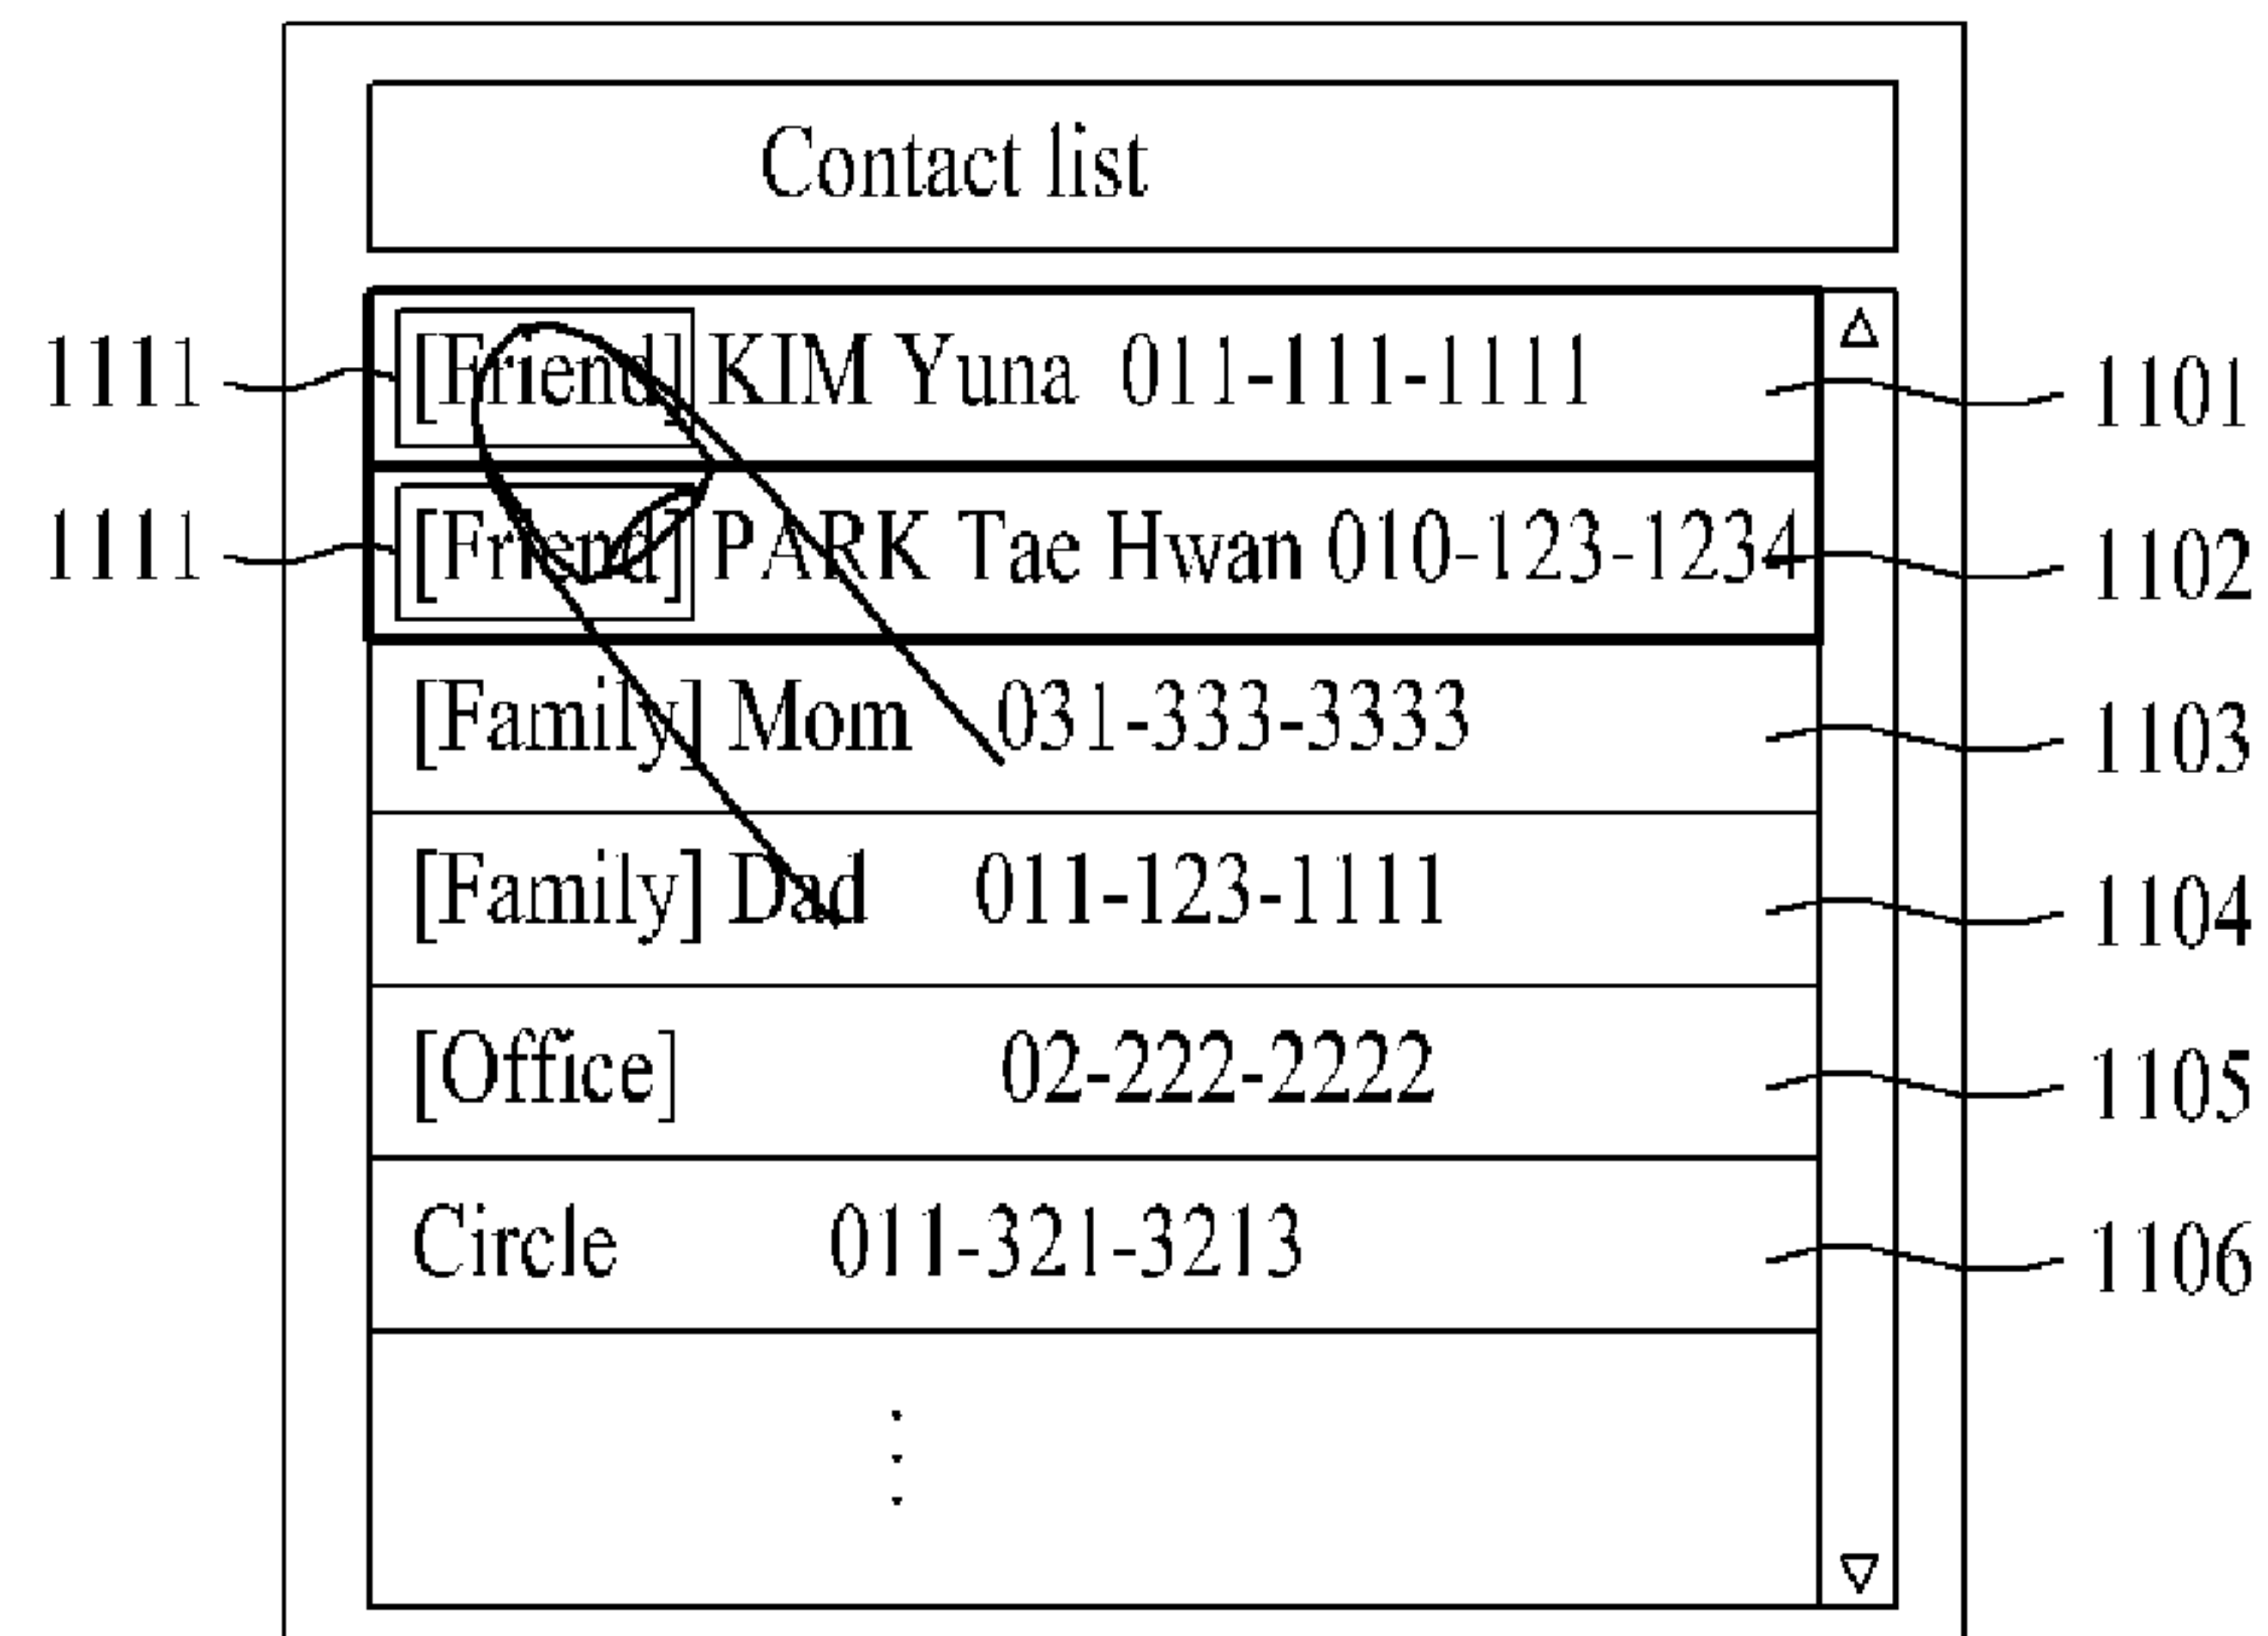 Contact list
1111 [Friend] KIM Yuna 011-111-1111 1101
1111 [Friend] PARK Tae Hwan 010-123-1234 1102
[Family] Mom 031-333-3333 1103
[Family] Dad 011-123-1111 1104
[Office] 02-222-2222 1105
Circle 011-321-3213 1106